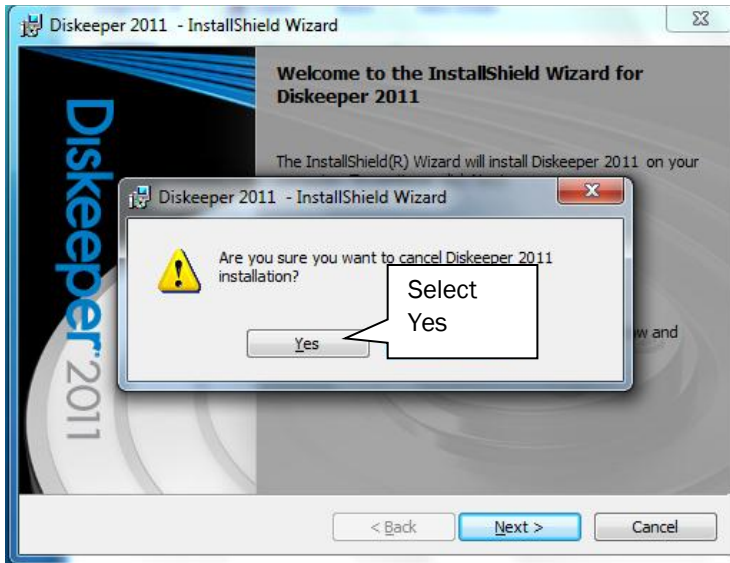 Diskeeper 2011 - InstallShield Wizard
Welcome to the InstallShield Wizard for
Diskeeper 2011
The InstallShield(R) Wizard will install Diskeeper 2011 on your
Diskeeper 2011 - InstallShield Wizard
Are you sure you want to cancel Diskeeper 2011
installation?
Select
Yes
Yes
and
Diskeeper 2011
< Back
Next >
Cancel